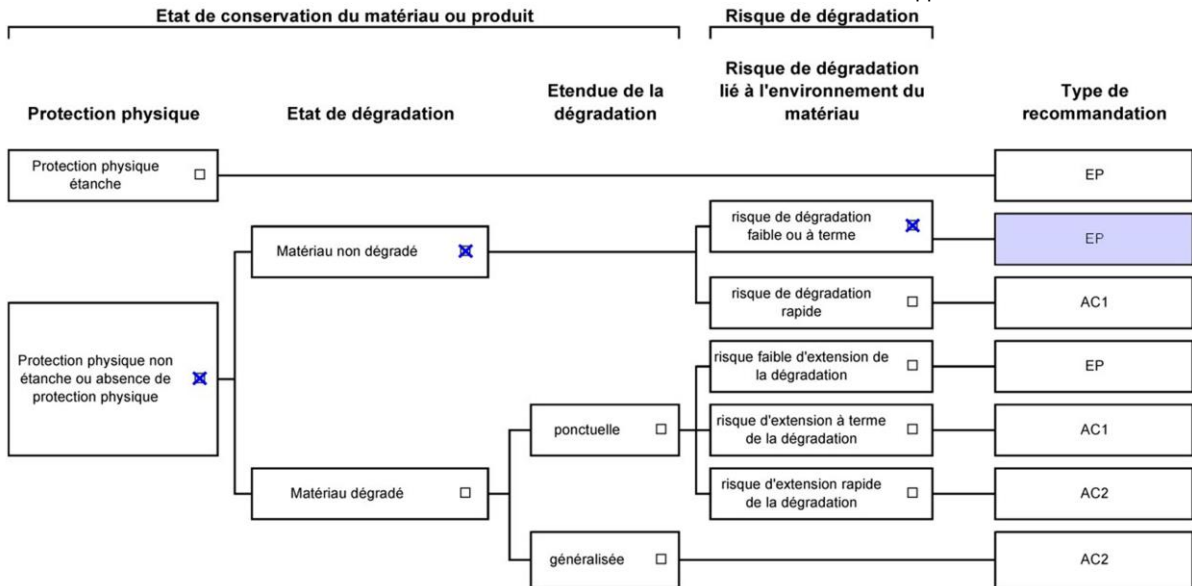 Etat de conservation du matériau ou produit
Risque de dégradation
Protection physique
Etat de dégradation
Etendue de la
dégradation
Risque de dégradation
lié à l'environnement du
matériau
Type de
recommandation
Protection physique
étanche
EP
risque de dégradation
faible ou à terme
EP
Matériau non dégradé
risque de dégradation
rapide
AC1
Protection physique non
étanche ou absence de
protection physique
risque faible d'extension de
la dégradation
EP
ponctuelle
risque d'extension à terme
de la dégradation
AC1
Matériau dégradé
risque d'extension rapide
de la dégradation
AC2
généralisée
AC2